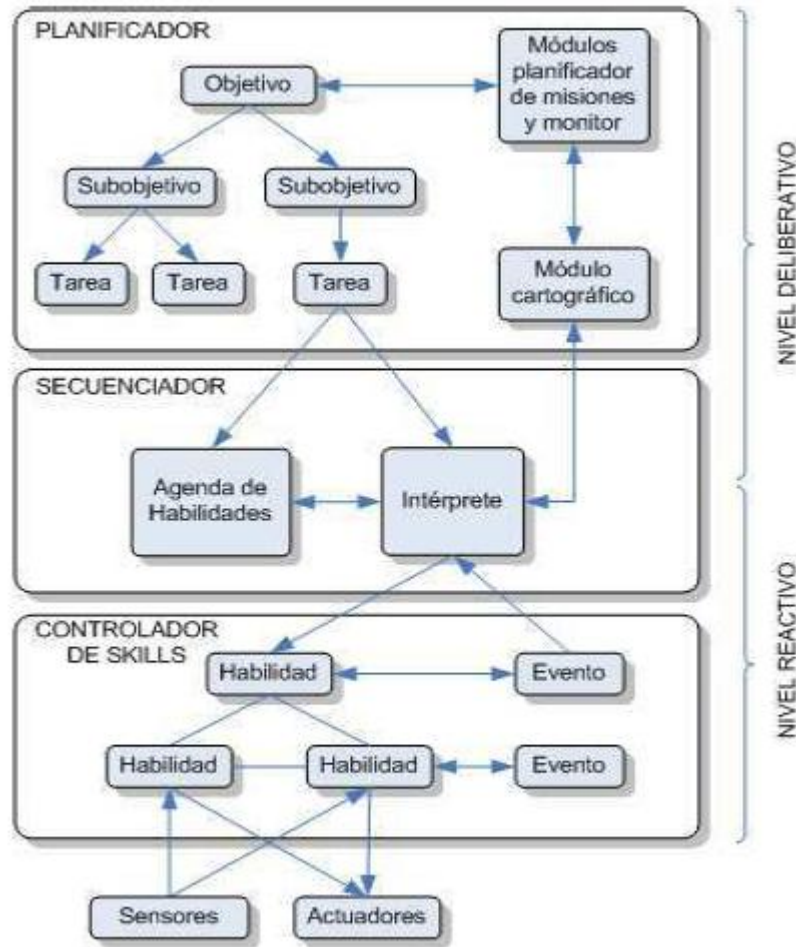 PLANIFICADOR
Objetivo
Módulos
planificador
de misiones
y monitor
Subobjetivo
Subobjetivo
Tarea
Tarea
Tarea
Módulo
cartográfico
NIVEL DELIBERATIVO
SECUENCIADOR
Agenda de
Habilidades
Intérprete
CONTROLADOR
DE SKILLS
Habilidad
Evento
Habilidad
Habilidad
Evento
NIVEL REACTIVO
Sensores
Actuadores